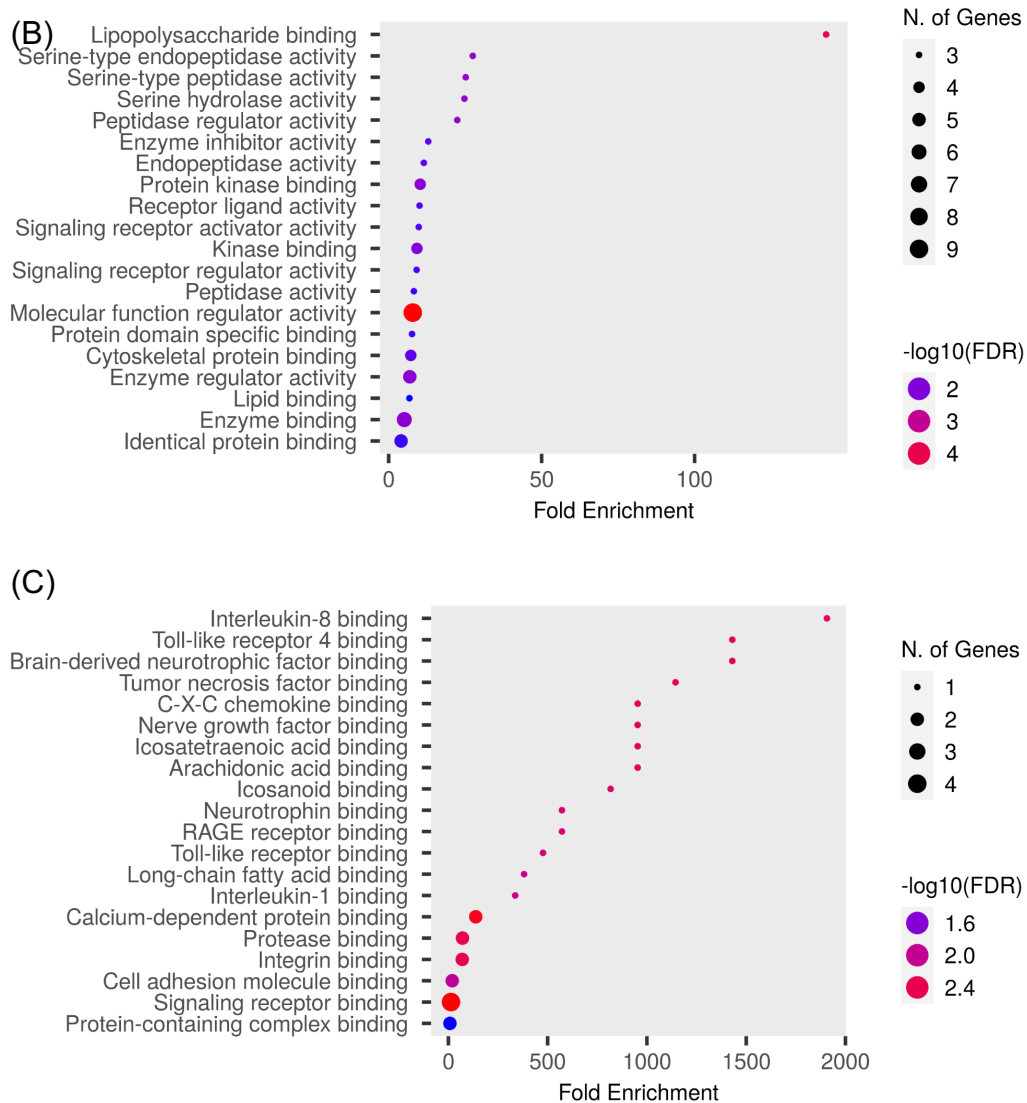 (B)
Lipopolysaccharide binding
Serine-type endopeptidase activity
Serine-type peptidase activity
Serine hydrolase activity
Peptidase regulator activity
Enzyme inhibitor activity
Endopeptidase activity
Protein kinase binding
Receptor ligand activity
Signaling receptor activator activity
Kinase binding
Signaling receptor regulator activity
Peptidase activity
Molecular function regulator activity
Protein domain specific binding
Cytoskeletal protein binding
Enzyme regulator activity
Lipid binding
Enzyme binding
Identical protein binding
0 50 100
Fold Enrichment
N. of Genes
3
4
5
6
7
8
9
-log10(FDR)
2
3
4
(C)
Interleukin-8 binding
Toll-like receptor 4 binding
Brain-derived neurotrophic factor binding
Tumor necrosis factor binding
C-X-C chemokine binding
Nerve growth factor binding
Icosatetraenoic acid binding
Arachidonic acid binding
Icosanoid binding
Neurotrophin binding
RAGE receptor binding
Toll-like receptor binding
Long-chain fatty acid binding
Interleukin-1 binding
Calcium-dependent protein binding
Protease binding
Integrin binding
Cell adhesion molecule binding
Signaling receptor binding
Protein-containing complex binding
0 500 1000 1500 2000
Fold Enrichment
N. of Genes
1
2
3
4
-log10(FDR)
1.6
2.0
2.4